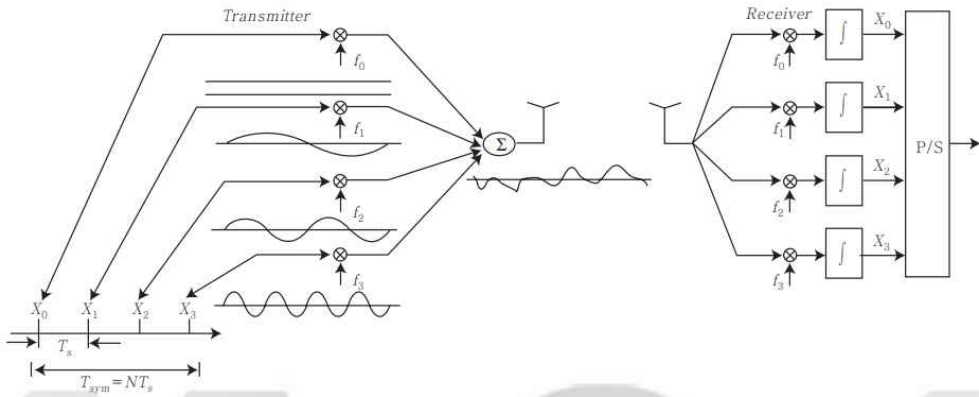 Transmitter
Receiver
f₀
f₁
f₂
f₃
Σ
X₀ X₁ X₂ X₃
Tₛ
Tₛᵧₘ = NTₛ
f₀
∫
X₀
f₁
∫
X₁
f₂
∫
X₂
f₃
∫
X₃
P/S